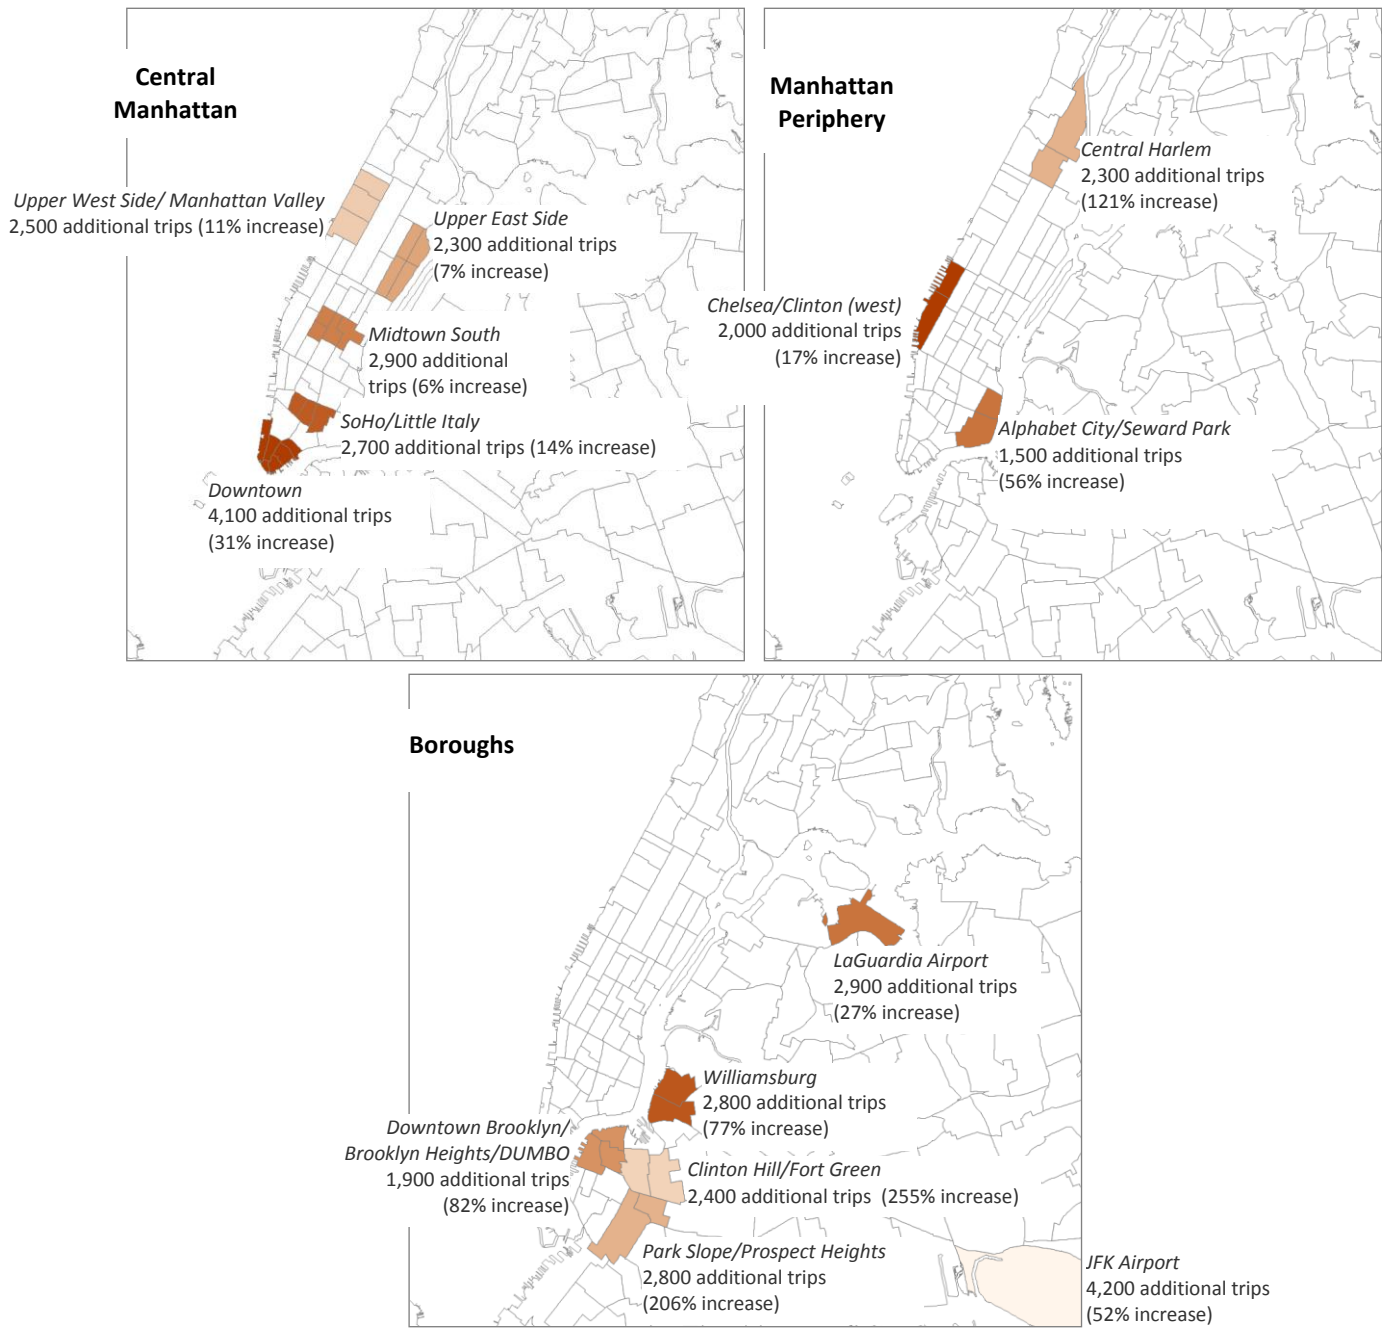 Central
Manhattan
Upper West Side/ Manhattan Valley
2,500 additional trips (11% increase)
Upper East Side
2,300 additional trips
(7% increase)
Midtown South
2,900 additional
trips (6% increase)
SoHo/Little Italy
2,700 additional trips (14% increase)
Downtown
4,100 additional trips
(31% increase)
Manhattan
Periphery
Central Harlem
2,300 additional trips
(121% increase)
Chelsea/Clinton (west)
2,000 additional trips
(17% increase)
Alphabet City/Seward Park
1,500 additional trips
(56% increase)
Boroughs
LaGuardia Airport
2,900 additional trips
(27% increase)
Williamsburg
2,800 additional trips
(77% increase)
Downtown Brooklyn/
Brooklyn Heights/DUMBO
1,900 additional trips
(82% increase)
Clinton Hill/Fort Green
2,400 additional trips (255% increase)
Park Slope/Prospect Heights
2,800 additional trips
(206% increase)
JFK Airport
4,200 additional trips
(52% increase)